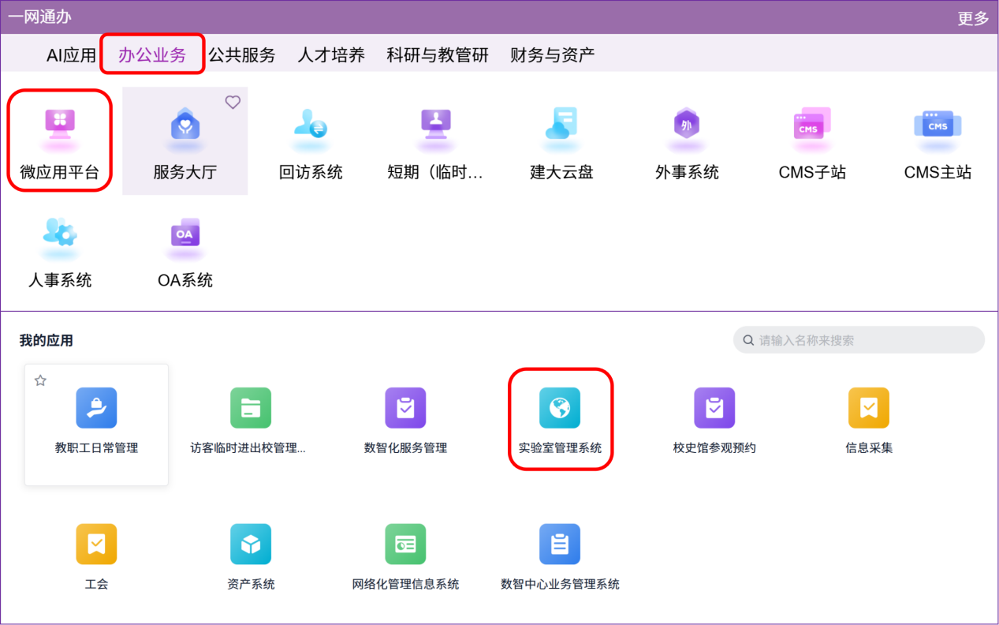 一网通办 更多
AI应用 办公业务 公共服务 人才培养 科研与教管研 财务与资产
外 CMS CMS
微应用平台 服务大厅 回访系统 短期（临时... 建大云盘 外事系统 CMS子站 CMS主站
OA
人事系统 OA系统
我的应用 请输入名称来搜索
教职工日常管理 访客临时进出校管理... 数智化服务管理 实验室管理系统 校史馆参观预约 信息采集
工会 资产系统 网络化管理信息系统 数智中心业务管理系统